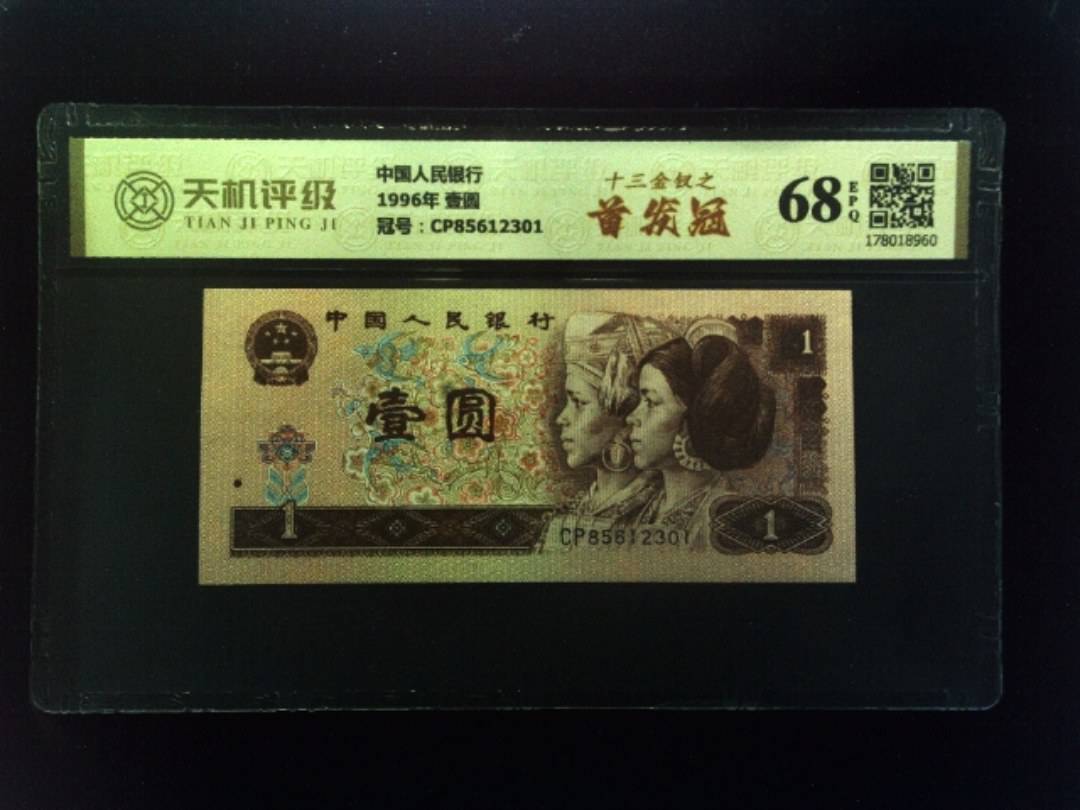 天机评级
TIAN JI PING JI
中国人民银行
1996年 壹圆
冠号：CP85612301
十三金钗之
首发冠
68
EPQ
178018960
中国人民银行
1
壹圆
1
CP85612301
1